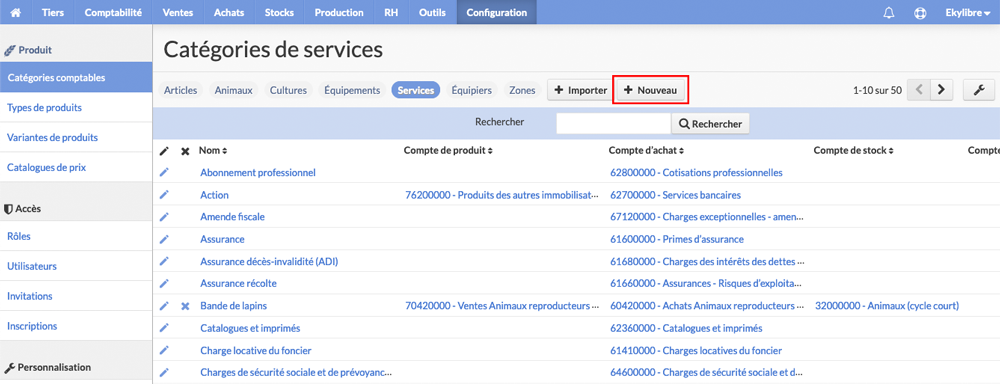 Tiers Comptabilité Ventes Achats Stocks Production RH Outils Configuration Ekylibre
Produit
Catégories comptables
Types de produits
Variantes de produits
Catalogues de prix
Accès
Rôles
Utilisateurs
Invitations
Inscriptions
Personnalisation
Catégories de services
Articles Animaux Cultures Équipements Services Équipiers Zones Importer Nouveau 1-10 sur 50
Rechercher Rechercher
Nom Compte de produit Compte d'achat Compte de stock Compte
Abonnement professionnel 62800000 - Cotisations professionnelles
Action 76200000 - Produits des autres immobilisat... 62700000 - Services bancaires
Amende fiscale 67120000 - Charges exceptionnelles - amen...
Assurance 61600000 - Primes d'assurance
Assurance décès-invalidité (ADI) 61680000 - Charges des intérêts des dettes ...
Assurance récolte 61660000 - Assurances - Risques d'exploita...
Bande de lapins 70420000 - Ventes Animaux reproducteurs ... 60420000 - Achats Animaux reproducteurs ... 32000000 - Animaux (cycle court)
Catalogues et imprimés 62360000 - Catalogues et imprimés
Charge locative du foncier 61410000 - Charges locatives du foncier
Charges de sécurité sociale et de prévoyanc... 64600000 - Charges de sécurité sociale et d...